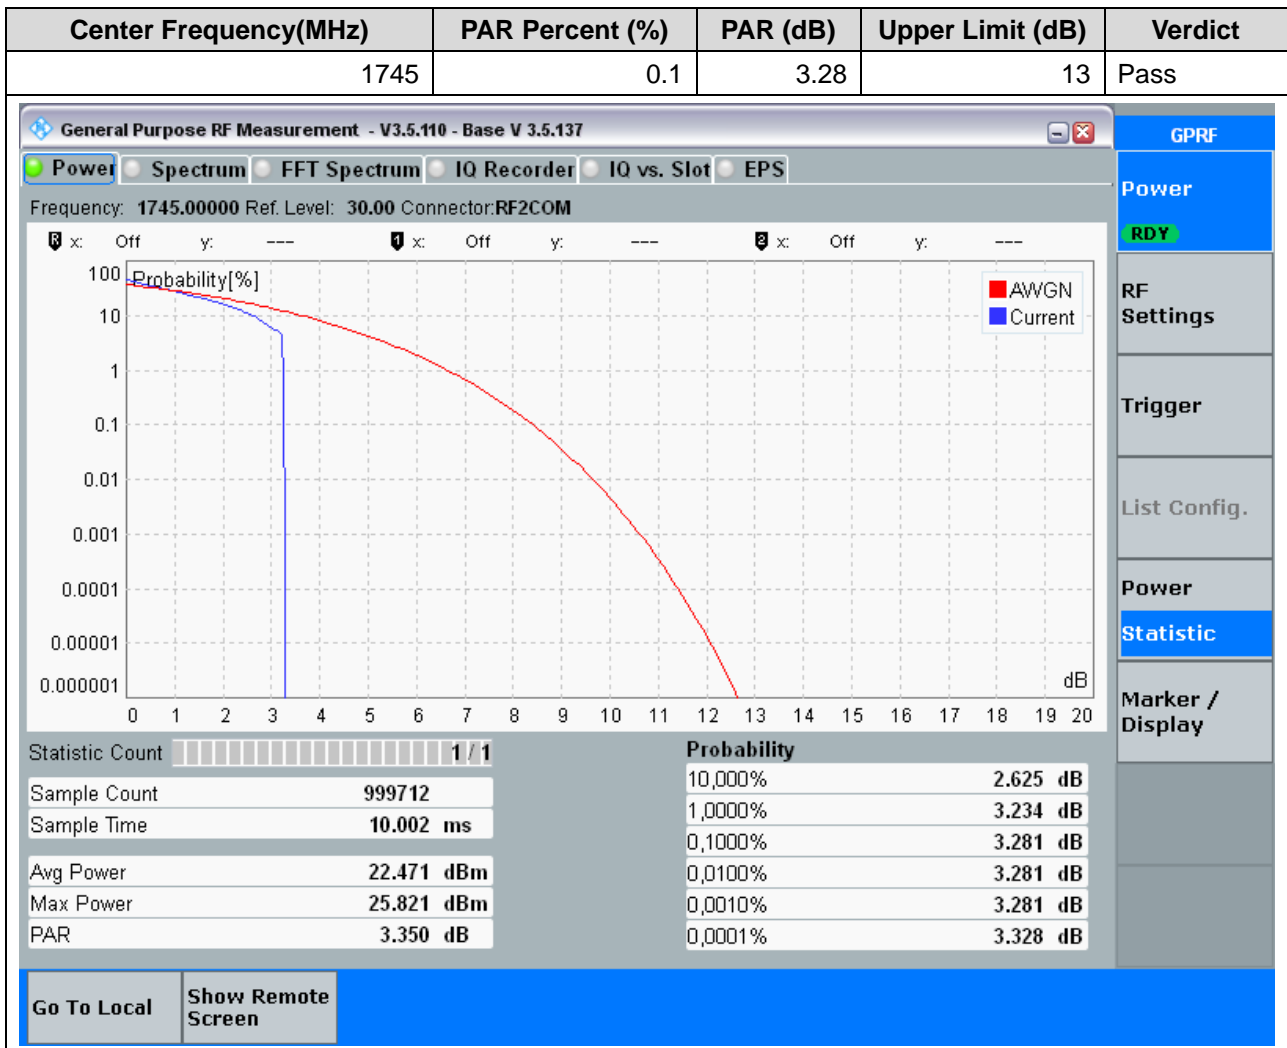 Center Frequency(MHz) PAR Percent (%) PAR (dB) Upper Limit (dB) Verdict
1745 0.1 3.28 13 Pass
General Purpose RF Measurement - V3.5.110 - Base V 3.5.137
GPRF
Power Spectrum FFT Spectrum IQ Recorder IQ vs. Slot EPS
Power
RDY
Frequency: 1745.00000 Ref. Level: 30.00 Connector:RF2COM
R x: Off y: --- 1 x: Off y: --- 2 x: Off y: ---
Probability[%]
AWGN
Current
100
10
1
0.1
0.01
0.001
0.0001
0.00001
0.000001
dB
0 1 2 3 4 5 6 7 8 9 10 11 12 13 14 15 16 17 18 19 20
RF
Settings
Trigger
List Config.
Power
Statistic
Marker /
Display
Statistic Count 1 / 1
Sample Count 999712
Sample Time 10.002 ms
Avg Power 22.471 dBm
Max Power 25.821 dBm
PAR 3.350 dB
Probability
10,000% 2.625 dB
1,0000% 3.234 dB
0,1000% 3.281 dB
0,0100% 3.281 dB
0,0010% 3.281 dB
0,0001% 3.328 dB
Go To Local
Show Remote
Screen